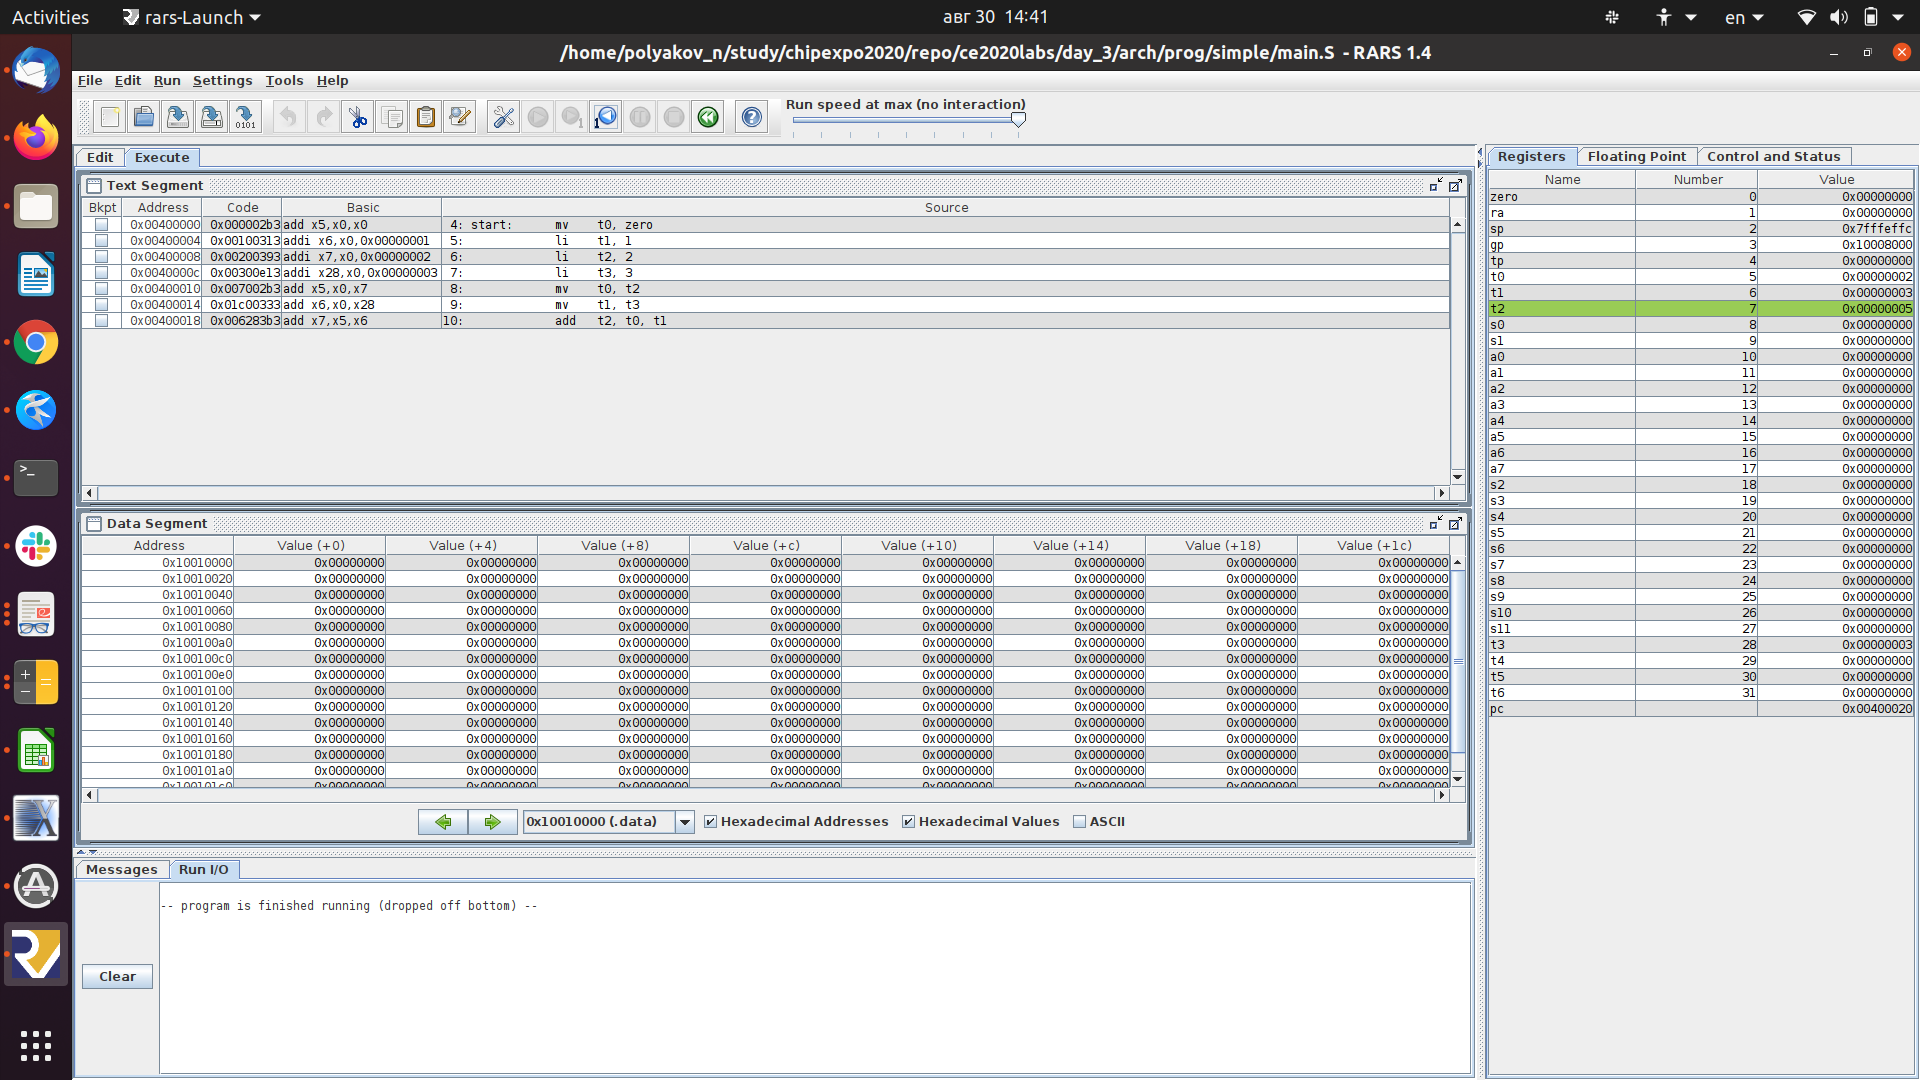 Activities rars-Launch авг 30 14:41 en
/home/polyakov_n/study/chipexpo2020/repo/ce2020labs/day_3/arch/prog/simple/main.S - RARS 1.4
File Edit Run Settings Tools Help
Run speed at max (no interaction)
Edit Execute
Text Segment
Bkpt Address Code Basic Source
0x00400000 0x000002b3 add x5,x0,x0 4: start: mv t0, zero
0x00400004 0x00100313 addi x6,x0,0x00000001 5: li t1, 1
0x00400008 0x00200393 addi x7,x0,0x00000002 6: li t2, 2
0x0040000c 0x00300e13 addi x28,x0,0x00000003 7: li t3, 3
0x00400010 0x007002b3 add x5,x0,x7 8: mv t0, t2
0x00400014 0x01c00333 add x6,x0,x28 9: mv t1, t3
0x00400018 0x006283b3 add x7,x5,x6 10: add t2, t0, t1
Data Segment
Address Value (+0) Value (+4) Value (+8) Value (+c) Value (+10) Value (+14) Value (+18) Value (+1c)
0x10010000 0x00000000 0x00000000 0x00000000 0x00000000 0x00000000 0x00000000 0x00000000 0x00000000
0x10010020 0x00000000 0x00000000 0x00000000 0x00000000 0x00000000 0x00000000 0x00000000 0x00000000
0x10010040 0x00000000 0x00000000 0x00000000 0x00000000 0x00000000 0x00000000 0x00000000 0x00000000
0x10010060 0x00000000 0x00000000 0x00000000 0x00000000 0x00000000 0x00000000 0x00000000 0x00000000
0x10010080 0x00000000 0x00000000 0x00000000 0x00000000 0x00000000 0x00000000 0x00000000 0x00000000
0x100100a0 0x00000000 0x00000000 0x00000000 0x00000000 0x00000000 0x00000000 0x00000000 0x00000000
0x100100c0 0x00000000 0x00000000 0x00000000 0x00000000 0x00000000 0x00000000 0x00000000 0x00000000
0x100100e0 0x00000000 0x00000000 0x00000000 0x00000000 0x00000000 0x00000000 0x00000000 0x00000000
0x10010100 0x00000000 0x00000000 0x00000000 0x00000000 0x00000000 0x00000000 0x00000000 0x00000000
0x10010120 0x00000000 0x00000000 0x00000000 0x00000000 0x00000000 0x00000000 0x00000000 0x00000000
0x10010140 0x00000000 0x00000000 0x00000000 0x00000000 0x00000000 0x00000000 0x00000000 0x00000000
0x10010160 0x00000000 0x00000000 0x00000000 0x00000000 0x00000000 0x00000000 0x00000000 0x00000000
0x10010180 0x00000000 0x00000000 0x00000000 0x00000000 0x00000000 0x00000000 0x00000000 0x00000000
0x100101a0 0x00000000 0x00000000 0x00000000 0x00000000 0x00000000 0x00000000 0x00000000 0x00000000
0x100101c0 0x00000000 0x00000000 0x00000000 0x00000000 0x00000000 0x00000000 0x00000000 0x00000000
0x10010000 (.data) Hexadecimal Addresses Hexadecimal Values ASCII
Messages Run I/O
-- program is finished running (dropped off bottom) --
Clear
Registers Floating Point Control and Status
Name Number Value
zero 0 0x00000000
ra 1 0x00000000
sp 2 0x7fffeffc
gp 3 0x10008000
tp 4 0x00000000
t0 5 0x00000002
t1 6 0x00000003
t2 7 0x00000005
s0 8 0x00000000
s1 9 0x00000000
a0 10 0x00000000
a1 11 0x00000000
a2 12 0x00000000
a3 13 0x00000000
a4 14 0x00000000
a5 15 0x00000000
a6 16 0x00000000
a7 17 0x00000000
s2 18 0x00000000
s3 19 0x00000000
s4 20 0x00000000
s5 21 0x00000000
s6 22 0x00000000
s7 23 0x00000000
s8 24 0x00000000
s9 25 0x00000000
s10 26 0x00000000
s11 27 0x00000000
t3 28 0x00000003
t4 29 0x00000000
t5 30 0x00000000
t6 31 0x00000000
pc 0x00400020